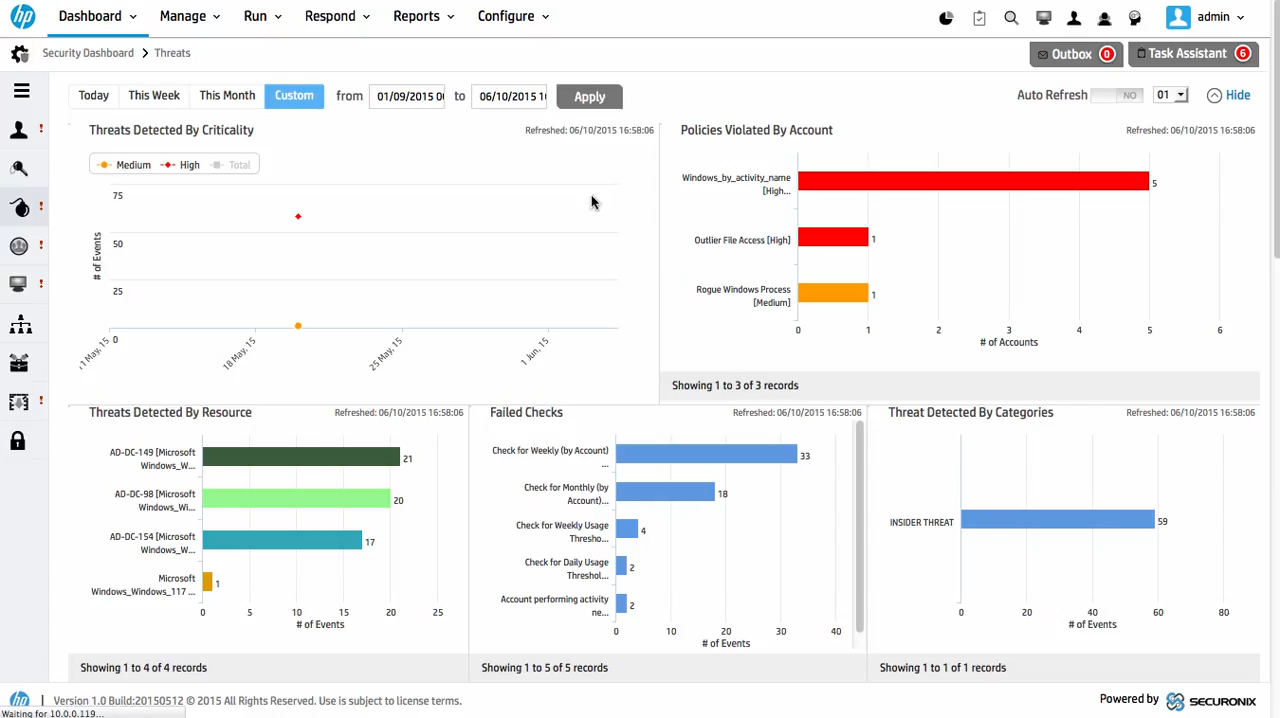 hp Dashboard Manage Run Respond Reports Configure admin
Security Dashboard > Threats Outbox 0 Task Assistant 6
Today This Week This Month Custom from 01/09/2015 0 to 06/10/2015 1 Apply Auto Refresh NO 01 Hide
Threats Detected By Criticality Refreshed: 06/10/2015 16:58:06
Medium High Total
75
50
25
0
# of Events
1 May, 15 18 May, 15 25 May, 15 1 Jun, 15
Policies Violated By Account Refreshed: 06/10/2015 16:58:06
Windows_by_activity_name
[High... 5
Outlier File Access [High] 1
Rogue Windows Process
[Medium] 1
0 1 2 3 4 5 6
# of Accounts
Showing 1 to 3 of 3 records
Threats Detected By Resource Refreshed: 06/10/2015 16:58:06
AD-DC-149 [Microsoft
Windows_W... 21
AD-DC-98 [Microsoft
Windows_Wi... 20
AD-DC-154 [Microsoft
Windows_W... 17
Microsoft
Windows_Windows_117 ... 1
0 5 10 15 20 25
# of Events
Showing 1 to 4 of 4 records
Failed Checks Refreshed: 06/10/2015 16:58:06
Check for Weekly (by Account)
... 33
Check for Monthly (by
Account)... 18
Check for Weekly Usage
Thresho... 4
Check for Daily Usage
Threshol... 2
Account performing activity
ne... 2
0 10 20 30 40
# of Events
Showing 1 to 5 of 5 records
Threat Detected By Categories Refreshed: 06/10/2015 16:58:06
INSIDER THREAT 59
0 20 40 60 80
# of Events
Showing 1 to 1 of 1 records
hp | Version 1.0 Build:20150512 © 2015 All Rights Reserved. Use is subject to license terms. Powered by SECURONIX
Waiting for 10.0.0.119...